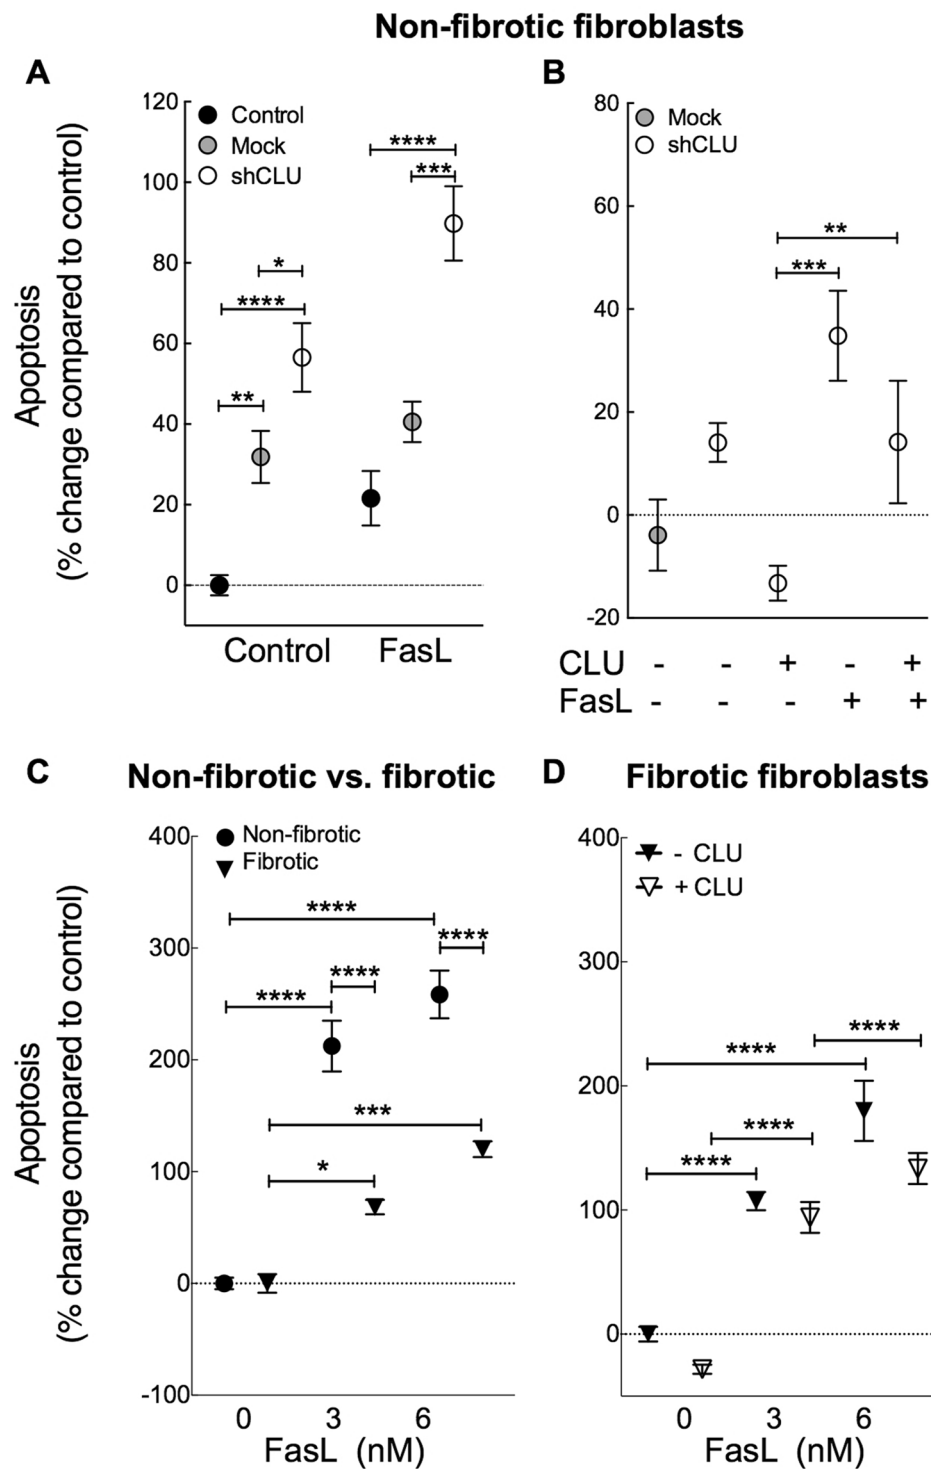 Non-fibrotic fibroblasts
A
Apoptosis
(% change compared to control)
120
100
80
60
40
20
0
Control
Mock
shCLU
**
****
*
****
***
Control
FasL
B
80
60
40
20
0
-20
Mock
shCLU
**
***
CLU - - + - +
FasL - - - + +
C
Non-fibrotic vs. fibrotic
Apoptosis
(% change compared to control)
400
300
200
100
0
-100
Non-fibrotic
Fibrotic
****
****
****
****
***
*
0 3 6
FasL (nM)
D
Fibrotic fibroblasts
400
300
200
100
0
- CLU
+ CLU
****
****
****
****
0 3 6
FasL (nM)